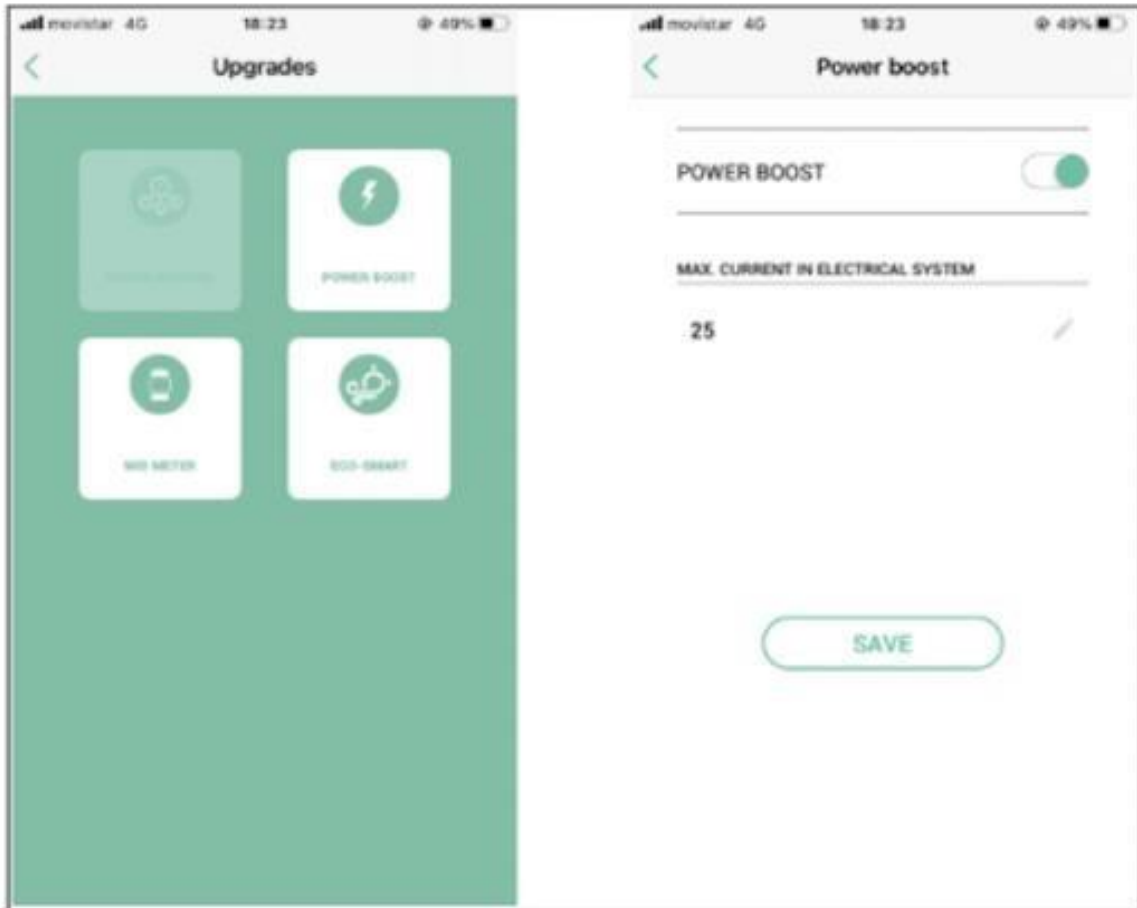 movistar 4G 18:23 49%
Upgrades
POWER BOOST
MID METER
ECO-SMART
movistar 4G 18:23 49%
Power boost
POWER BOOST
MAX. CURRENT IN ELECTRICAL SYSTEM
25
SAVE